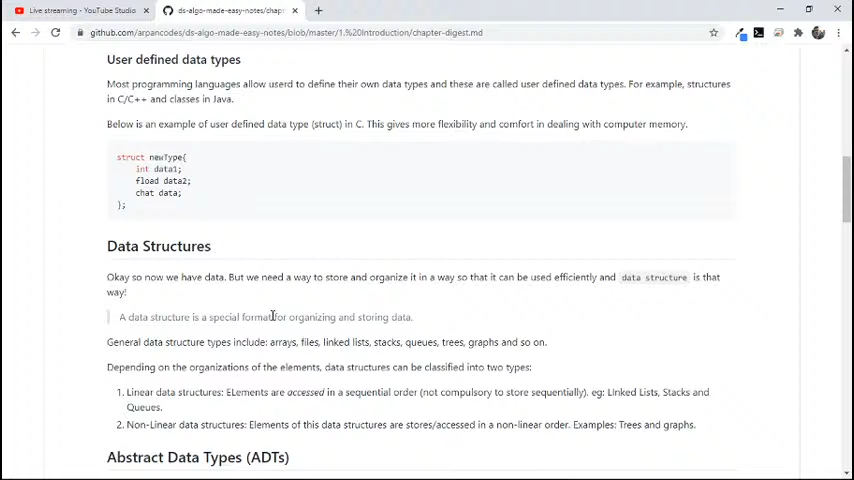 Live streaming - YouTube Studio
ds-algo-made-easy-notes/chapt
github.com/arpancodes/ds-algo-made-easy-notes/blob/master/1.%20Introduction/chapter-digest.md
User defined data types
Most programming languages allow userd to define their own data types and these are called user defined data types. For example, structures
in C/C++ and classes in Java.
Below is an example of user defined data type (struct) in C. This gives more flexibility and comfort in dealing with computer memory.
struct newType{
int data1;
fload data2;
chat data;
};
Data Structures
Okay so now we have data. But we need a way to store and organize it in a way so that it can be used efficiently and data structure is that
way!
A data structure is a special format for organizing and storing data.
General data structure types include: arrays, files, linked lists, stacks, queues, trees, graphs and so on.
Depending on the organizations of the elements, data structures can be classified into two types:
1. Linear data structures: ELements are accessed in a sequential order (not compulsory to store sequentially). eg: LInked Lists, Stacks and
Queues.
2. Non-Linear data structures: Elements of this data structures are stores/accessed in a non-linear order. Examples: Trees and graphs.
Abstract Data Types (ADTs)